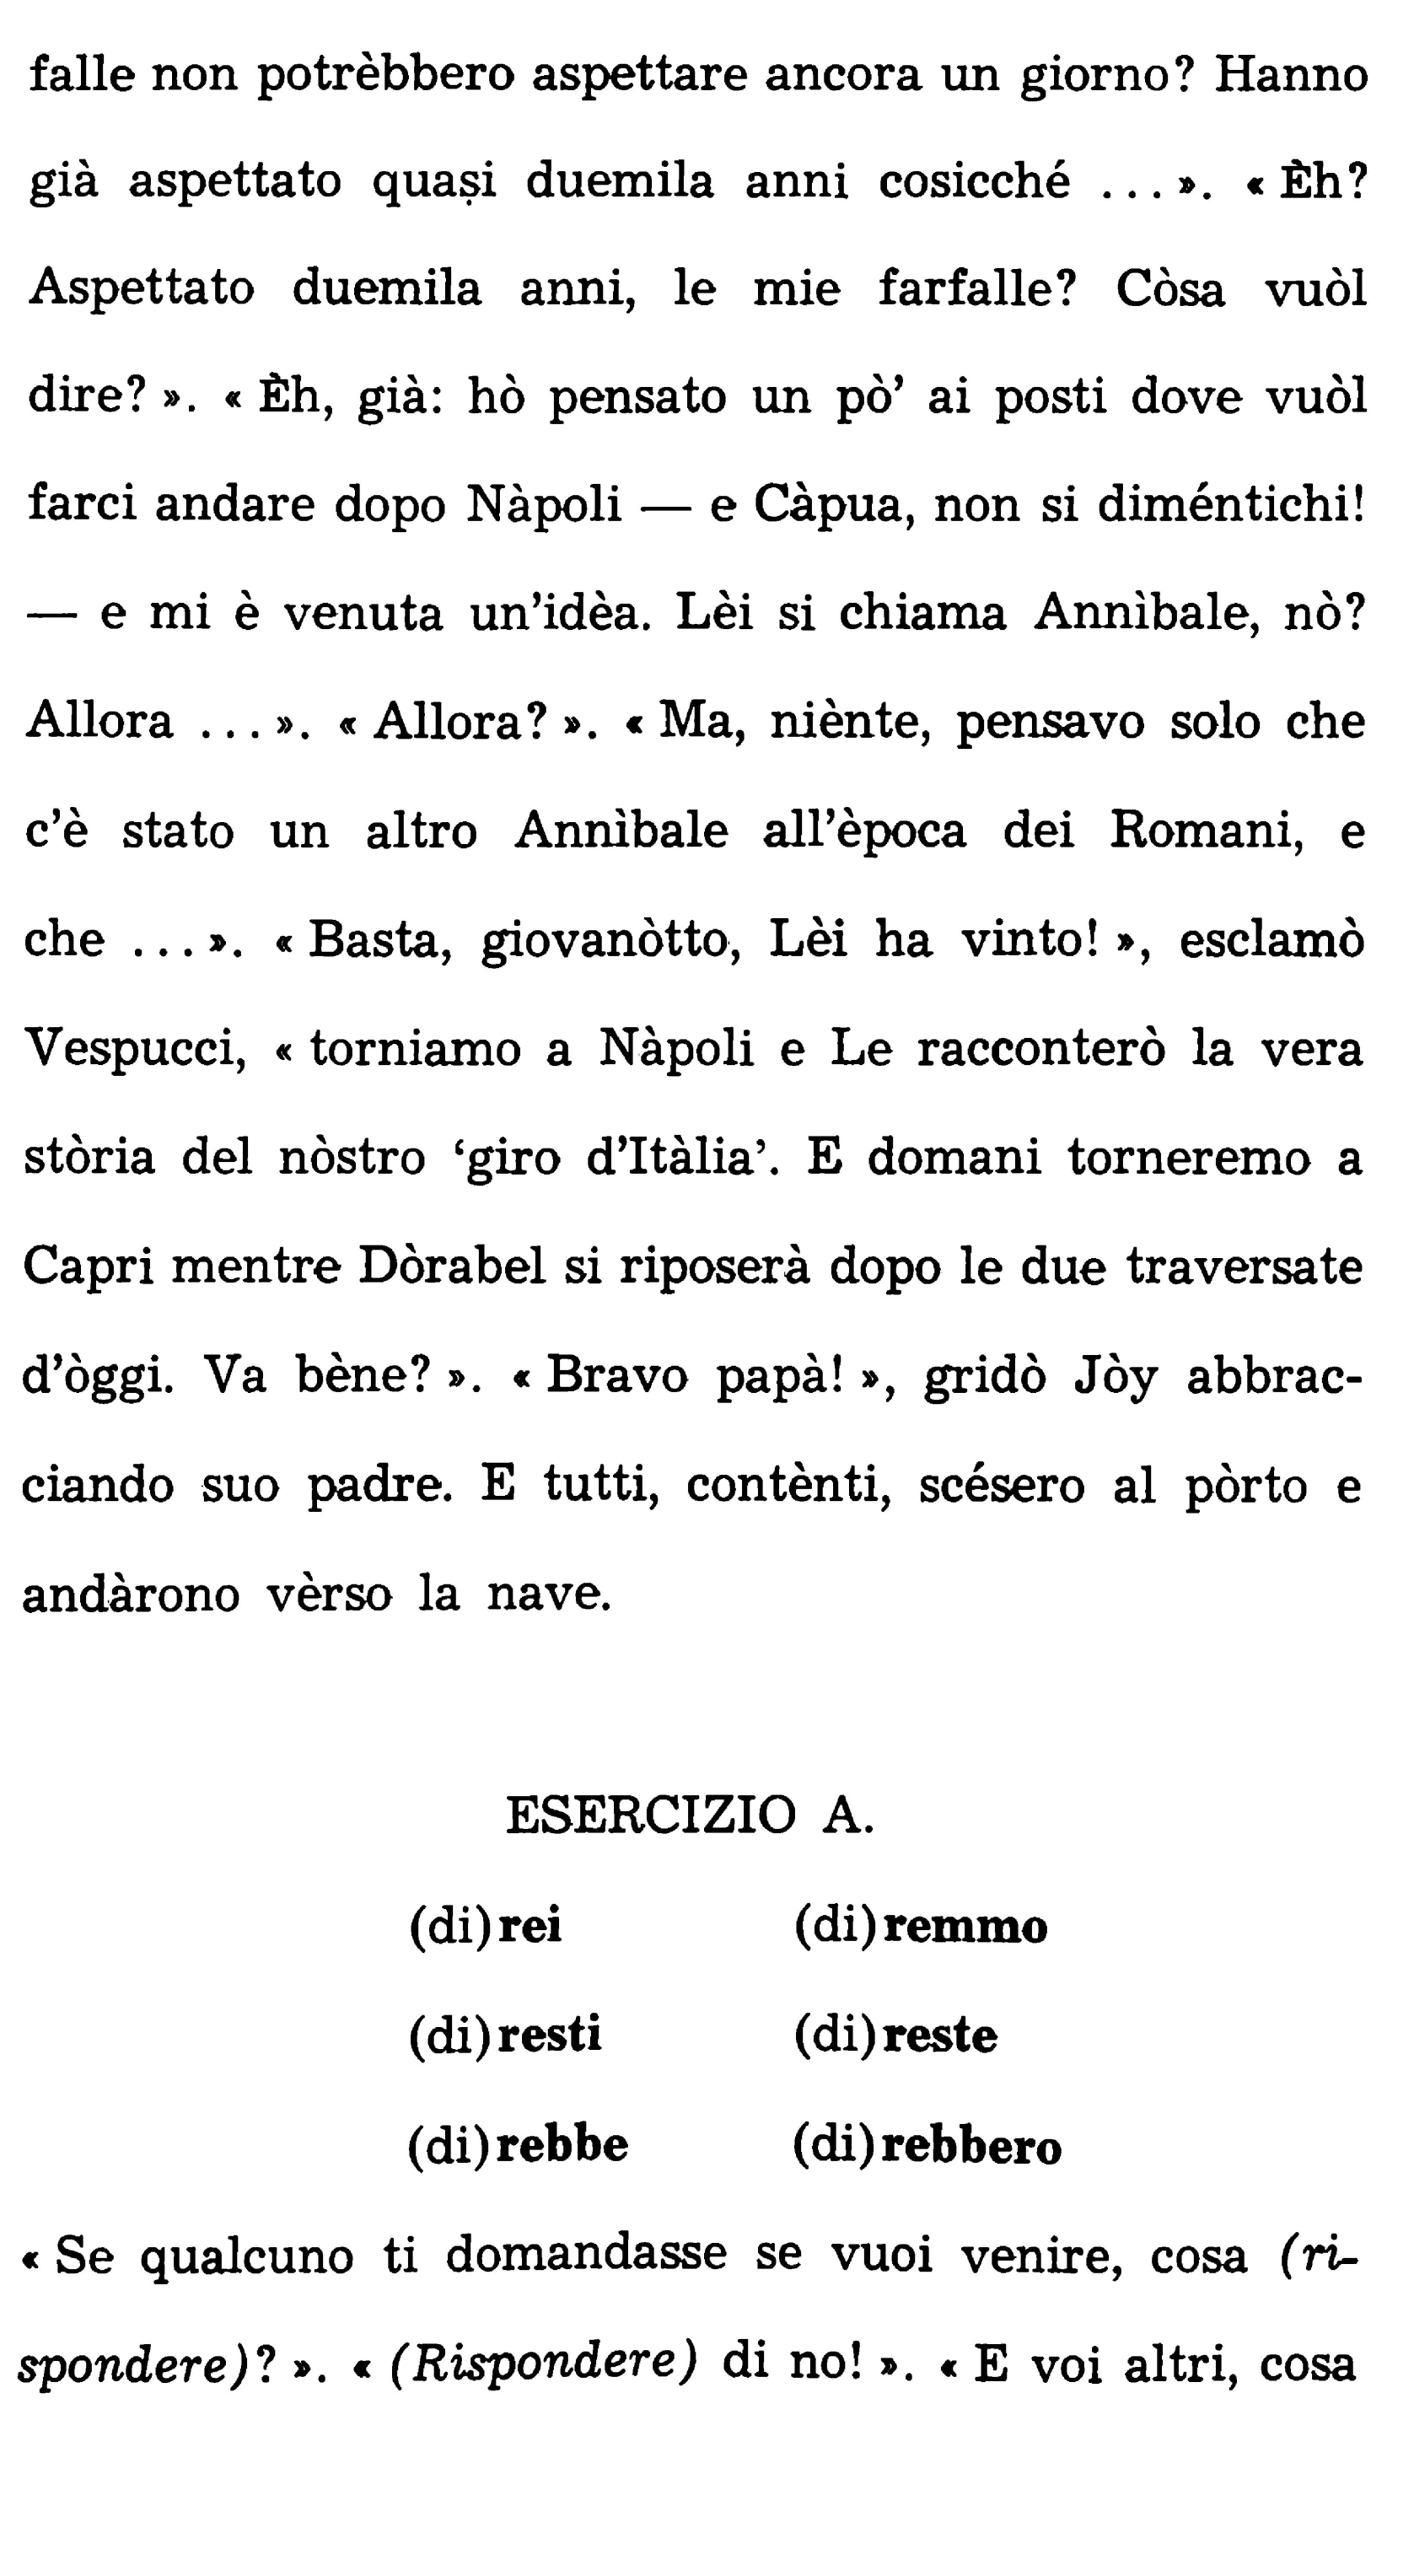 falle non potrèbbero aspettare ancora un giorno? Hanno
già aspettato quaṣi duemila anni cosicché ...». «Èh?
Aspettato duemila anni, le mie farfalle? Còsa vuòl
dire?». «Èh, già: hò pensato un pò’ ai posti dove vuòl
farci andare dopo Nàpoli — e Càpua, non si diméntichi!
— e mi è venuta un’idèa. Lèi si chiama Annìbale, nò?
Allora ...». «Allora?». «Ma, niènte, pensavo solo che
c’è stato un altro Annìbale all’època dei Romani, e
che ...». «Basta, giovanòtto, Lèi ha vinto!», esclamò
Vespucci, «torniamo a Nàpoli e Le racconterò la vera
stòria del nòstro ‘giro d’Itàlia’. E domani torneremo a
Capri mentre Dòrabel si riposerà dopo le due traversate
d’òggi. Va bène?». «Bravo papà!», gridò Jòy abbrac-
ciando suo padre. E tutti, contènti, scésero al pòrto e
andàrono vèrso la nave.
ESERCIZIO A.
(di)rei (di)remmo
(di)resti (di)reste
(di)rebbe (di)rebbero
«Se qualcuno ti domandasse se vuoi venire, cosa (ri-
spondere)?». «(Rispondere) di no!». «E voi altri, cosa